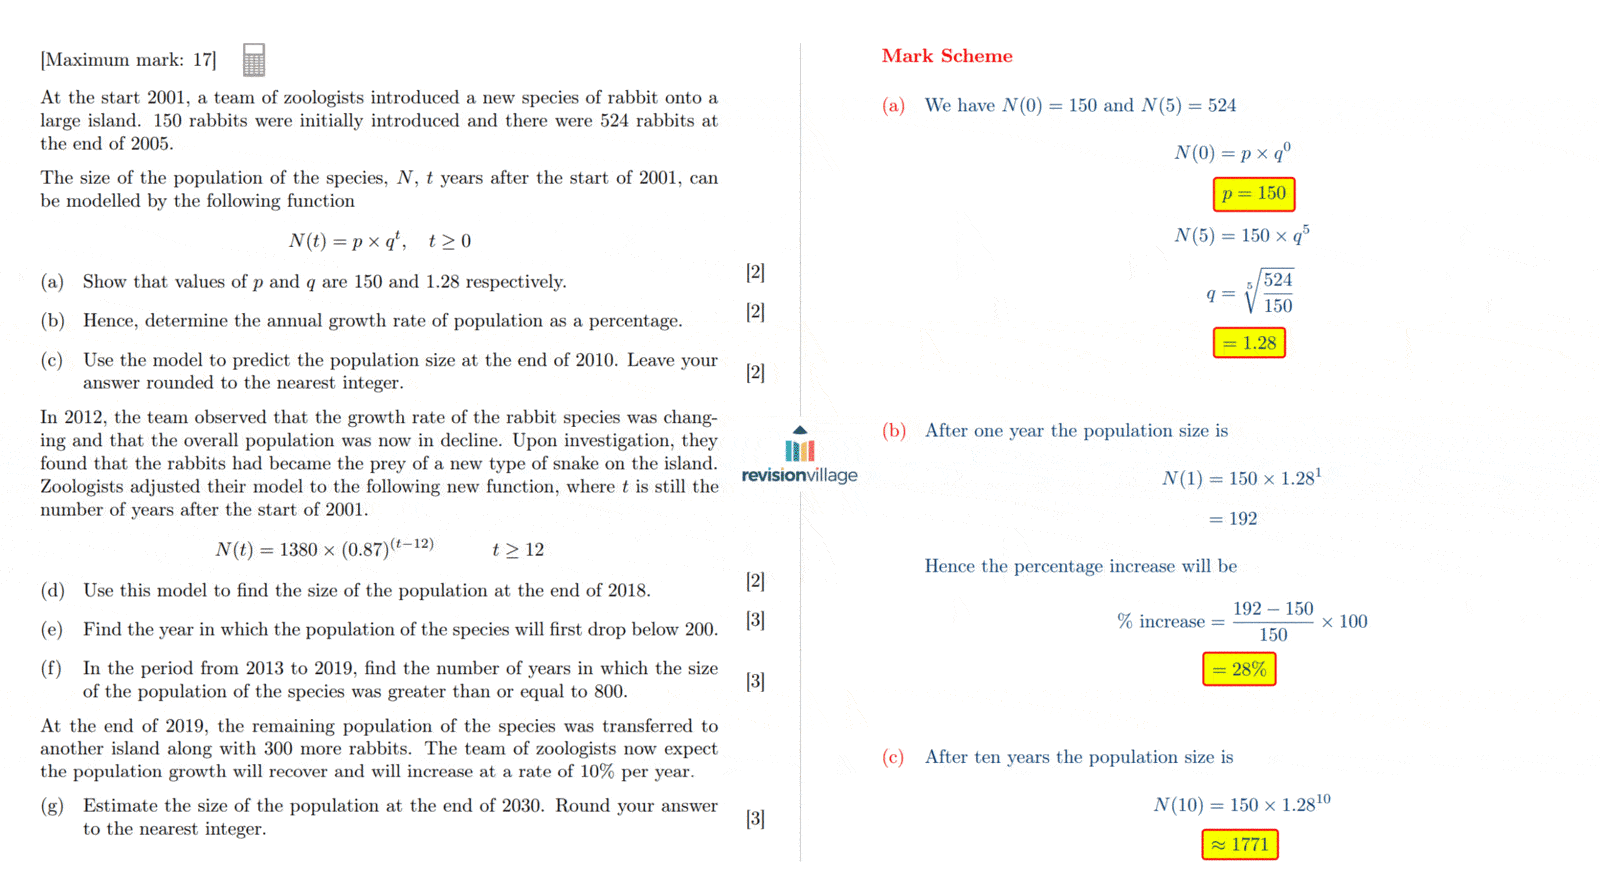 [Maximum mark: 17]
At the start 2001, a team of zoologists introduced a new species of rabbit onto a
large island. 150 rabbits were initially introduced and there were 524 rabbits at
the end of 2005.
The size of the population of the species, N, t years after the start of 2001, can
be modelled by the following function
N(t) = p × q^t, t ≥ 0
(a) Show that values of p and q are 150 and 1.28 respectively. [2]
(b) Hence, determine the annual growth rate of population as a percentage. [2]
(c) Use the model to predict the population size at the end of 2010. Leave your
answer rounded to the nearest integer. [2]
In 2012, the team observed that the growth rate of the rabbit species was chang-
ing and that the overall population was now in decline. Upon investigation, they
found that the rabbits had became the prey of a new type of snake on the island.
Zoologists adjusted their model to the following new function, where t is still the
number of years after the start of 2001.
N(t) = 1380 × (0.87)^(t−12) t ≥ 12
(d) Use this model to find the size of the population at the end of 2018. [2]
(e) Find the year in which the population of the species will first drop below 200. [3]
(f) In the period from 2013 to 2019, find the number of years in which the size
of the population of the species was greater than or equal to 800. [3]
At the end of 2019, the remaining population of the species was transferred to
another island along with 300 more rabbits. The team of zoologists now expect
the population growth will recover and will increase at a rate of 10% per year.
(g) Estimate the size of the population at the end of 2030. Round your answer
to the nearest integer. [3]
revisionvillage
Mark Scheme
(a) We have N(0) = 150 and N(5) = 524
N(0) = p × q^0
p = 150
N(5) = 150 × q^5
q = ⁵√(524/150)
= 1.28
(b) After one year the population size is
N(1) = 150 × 1.28^1
= 192
Hence the percentage increase will be
% increase = (192 − 150)/150 × 100
= 28%
(c) After ten years the population size is
N(10) = 150 × 1.28^10
≈ 1771